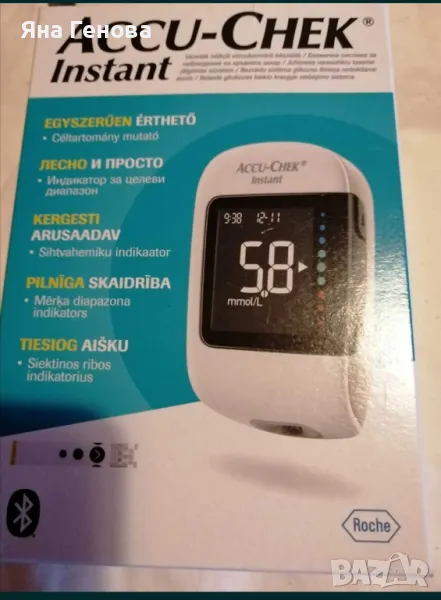 Яна Генова
ACCU-CHEK®
Instant
EGYSZERŰEN ÉRTHETŐ
• Céltartomány mutató
ЛЕСНО И ПРОСТО
• Индикатор за целеви
диапазон
KERGESTI
ARUSAADAV
• Sihtvahemiku indikaator
PILNĪGA SKAIDRĪBA
• Mērķa diapazona
indikators
TIESIOG AIŠKU
• Siektinos ribos
indikatorius
ACCU-CHEK®
Instant
9:38 12-11
5.8
mmol/L
Roche
BAZAR